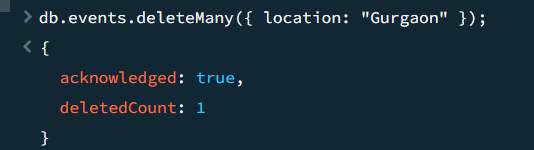 > db.events.deleteMany({ location: "Gurgaon" });
< {
acknowledged: true,
deletedCount: 1
}